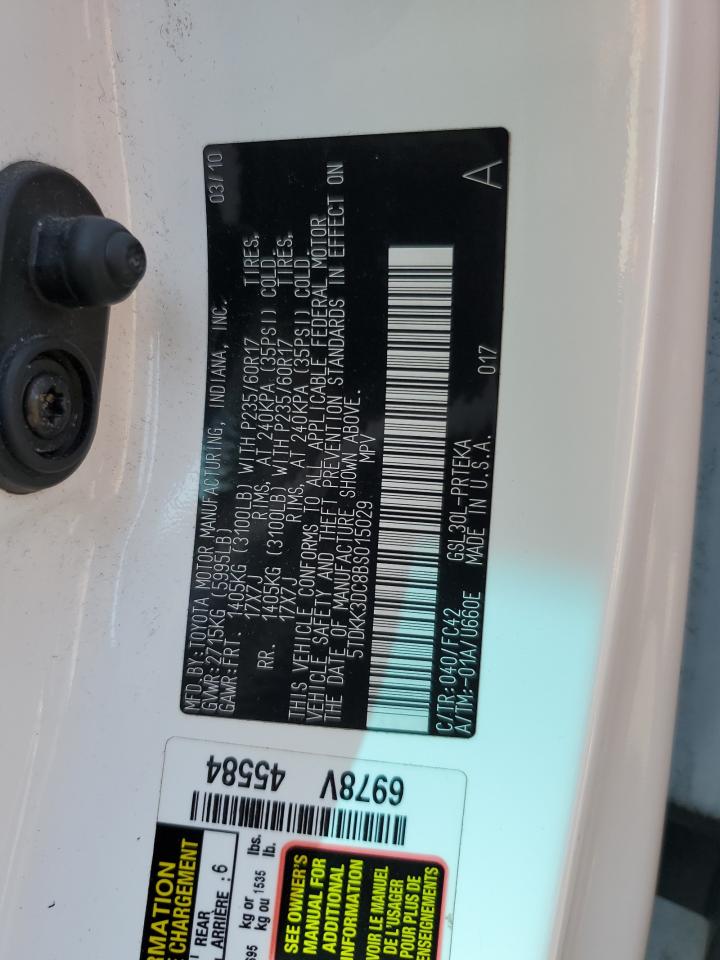 MFD.BY:TOYOTA MOTOR MANUFACTURING, INDIANA, INC. 03/10
GVWR:2715KG (5995LB)
GAWR:FRT. 1405KG (3100LB) WITH P235/60R17 TIRES,
17X7J RIMS, AT 240KPA (35PSI) COLD.
RR. 1405KG (3100LB) WITH P235/60R17 TIRES,
17X7J RIMS, AT 240KPA (35PSI) COLD.
THIS VEHICLE CONFORMS TO ALL APPLICABLE FEDERAL MOTOR
VEHICLE SAFETY AND THEFT PREVENTION STANDARDS IN EFFECT ON
THE DATE OF MANUFACTURE SHOWN ABOVE.
5TDKK3DC8BS015029 MPV
C/TR:040/FC42 GSL30L-PRTEKA 017
A/TM:-01A/U660E MADE IN U.S.A. A
6978V 45584
REAR
ARRIÈRE : 6
kg or 1535 lbs.
kg ou lb.
SEE OWNER'S
MANUAL FOR
ADDITIONAL
INFORMATION
VOIR LE MANUEL
DE L'USAGER
POUR PLUS DE